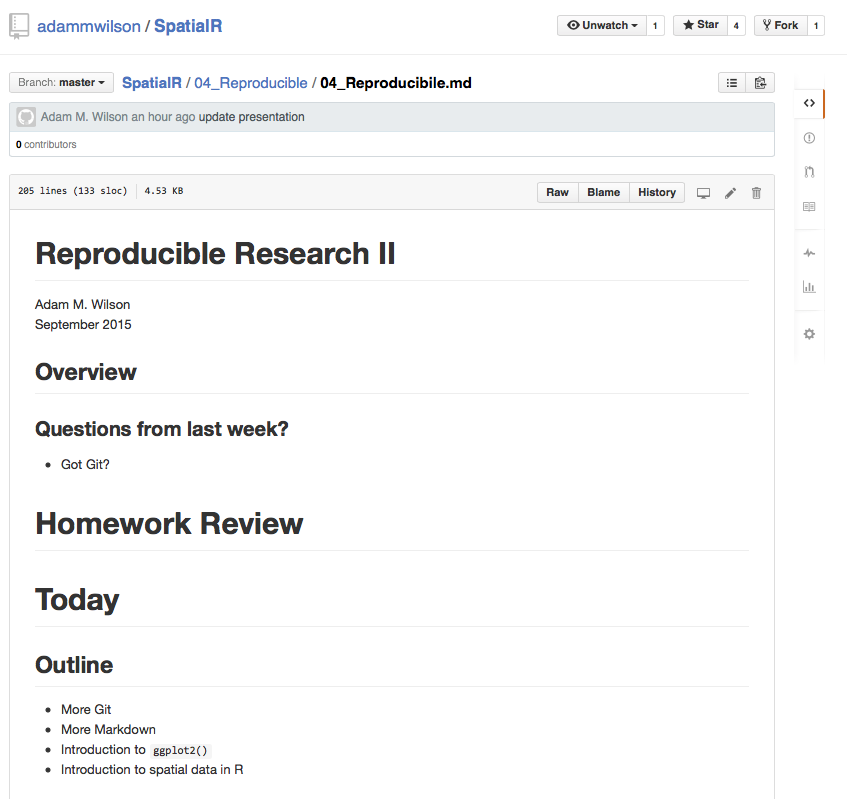 adammwilson / SpatialR
Unwatch 1 Star 4 Fork 1
Branch: master SpatialR / 04_Reproducible / 04_Reproducibile.md
Adam M. Wilson an hour ago update presentation
0 contributors
205 lines (133 sloc) 4.53 KB
Raw Blame History
Reproducible Research II
Adam M. Wilson
September 2015
Overview
Questions from last week?
• Got Git?
Homework Review
Today
Outline
• More Git
• More Markdown
• Introduction to ggplot2()
• Introduction to spatial data in R